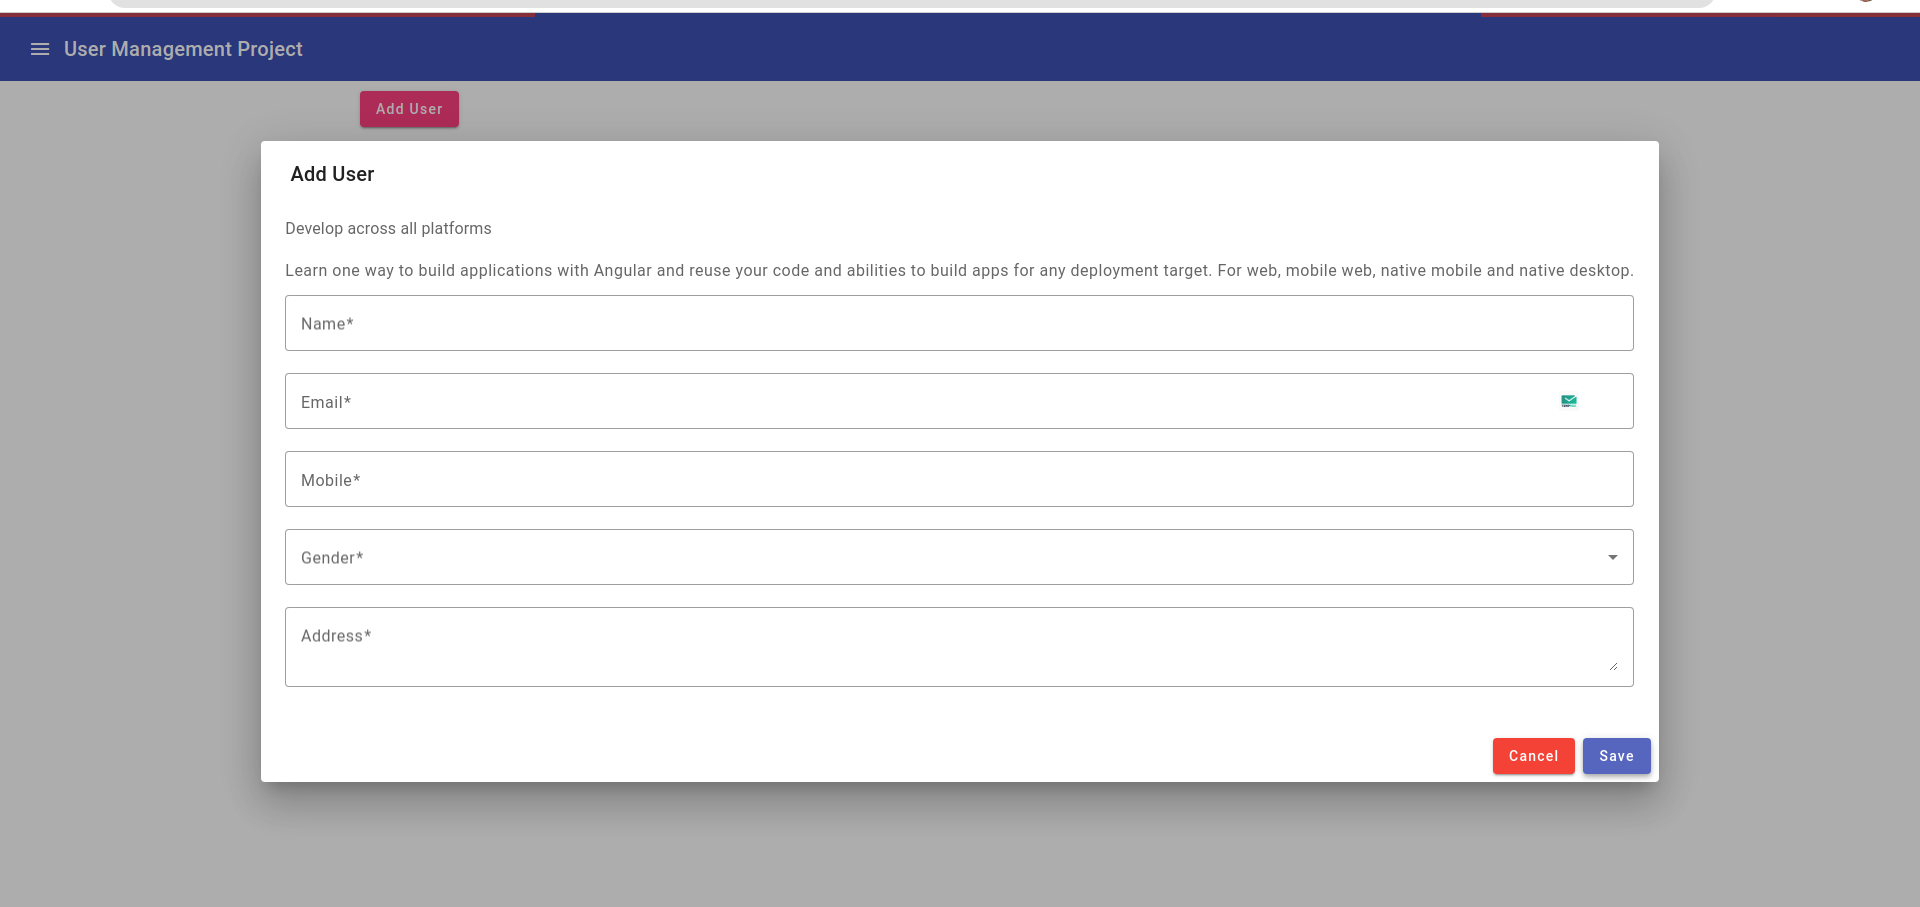 User Management Project
Add User
Add User
Develop across all platforms
Learn one way to build applications with Angular and reuse your code and abilities to build apps for any deployment target. For web, mobile web, native mobile and native desktop.
Name*
Email*
Mobile*
Gender*
Address*
Cancel Save